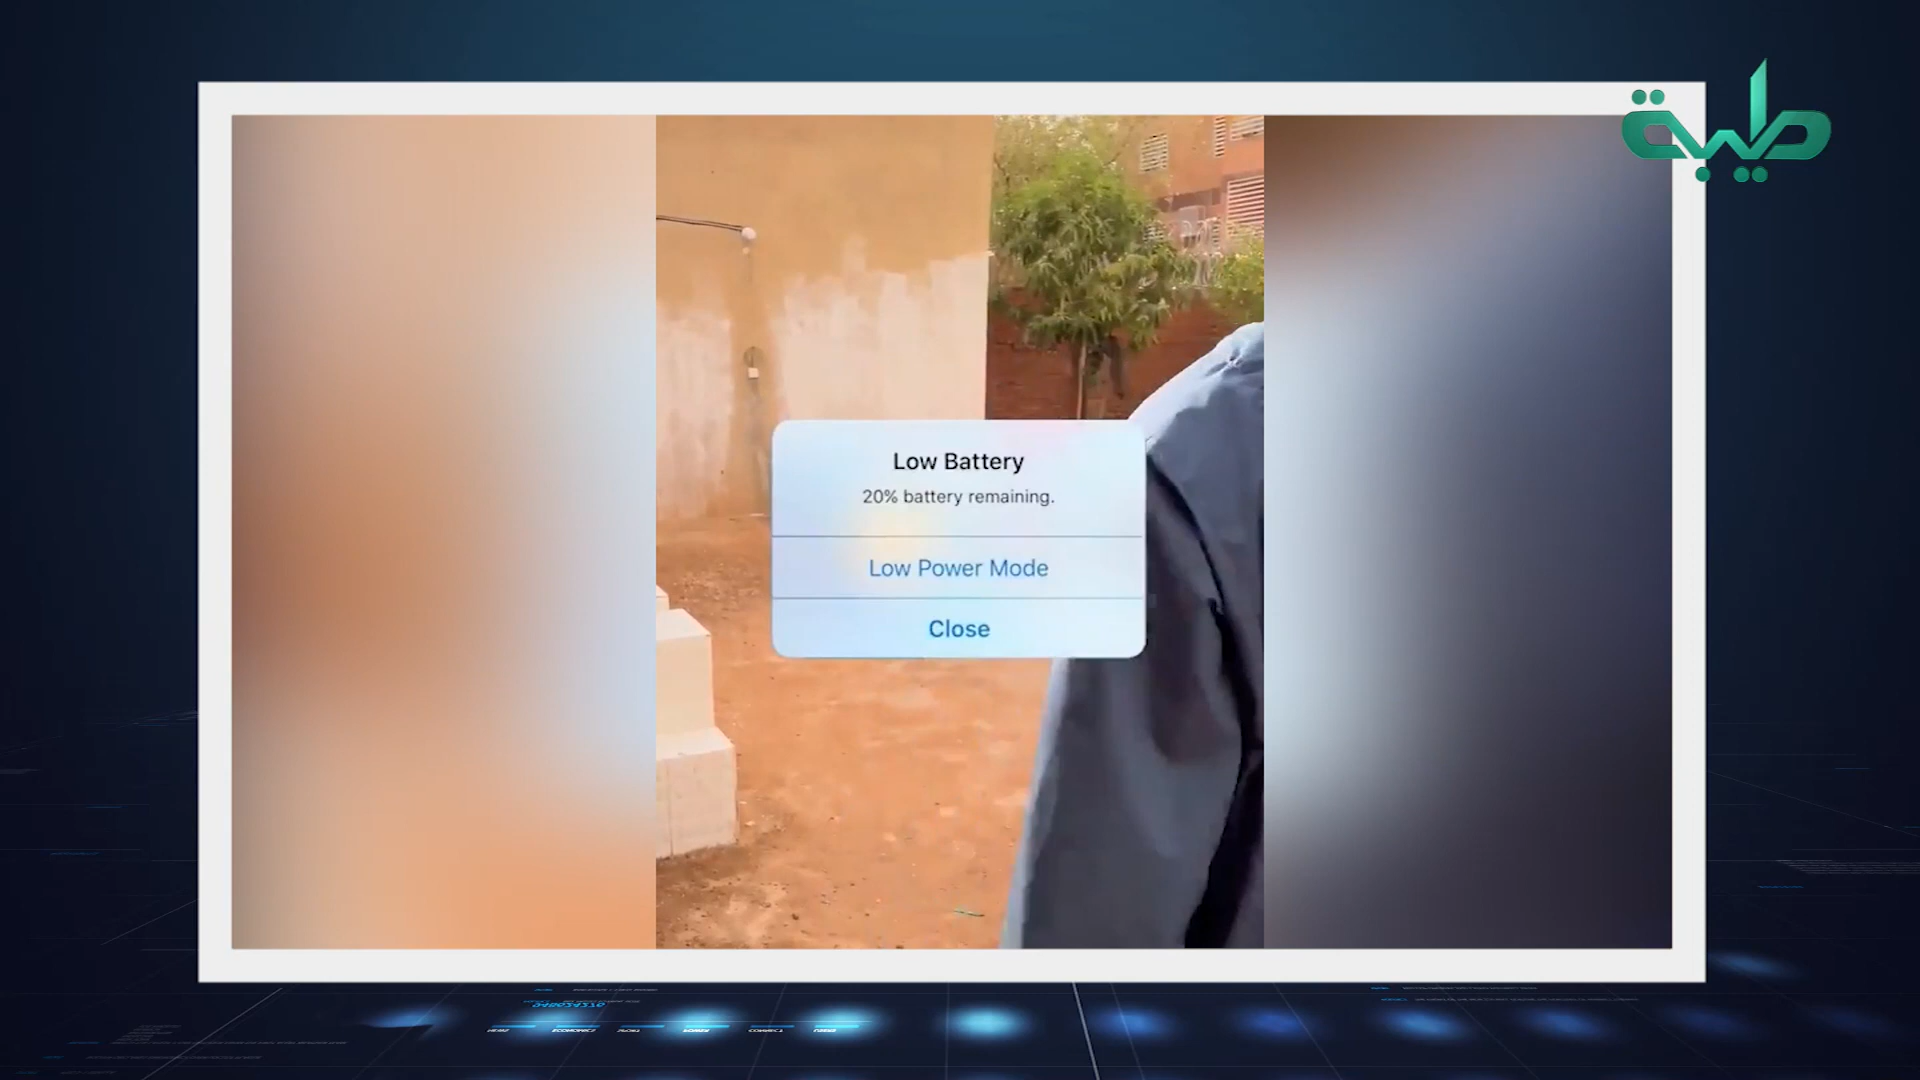 طيبة
Low Battery
20% battery remaining.
Low Power Mode
Close